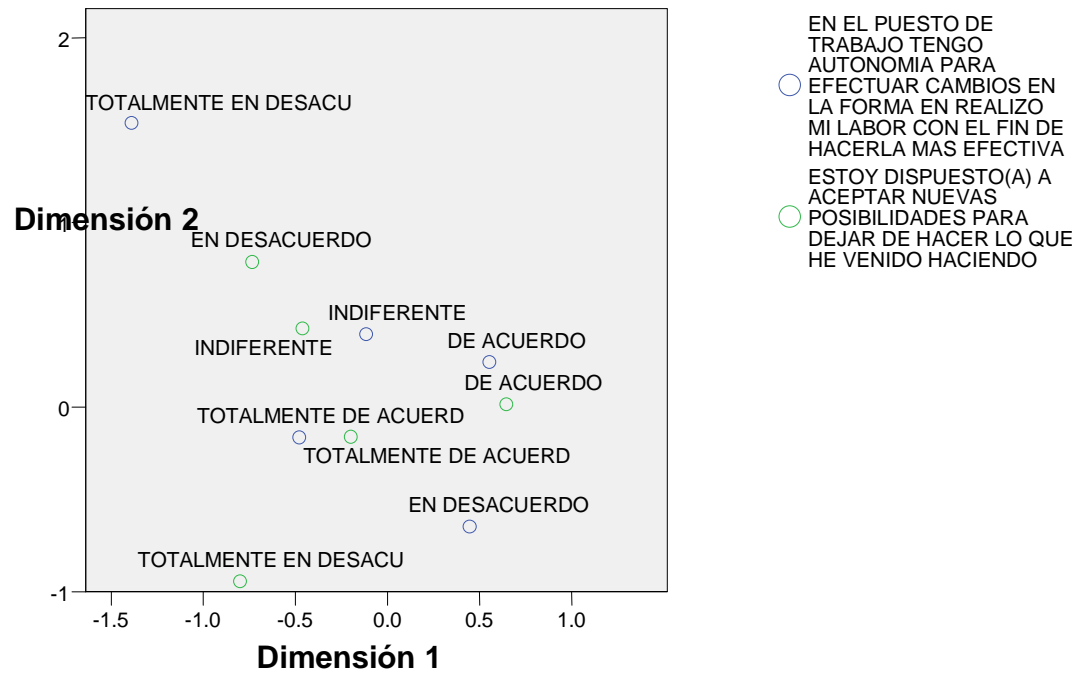 2
1
0
-1
Dimensión 2
TOTALMENTE EN DESACU
EN DESACUERDO
INDIFERENTE
INDIFERENTE
DE ACUERDO
DE ACUERDO
TOTALMENTE DE ACUERD
TOTALMENTE DE ACUERD
EN DESACUERDO
TOTALMENTE EN DESACU
-1.5 -1.0 -0.5 0.0 0.5 1.0
Dimensión 1
EN EL PUESTO DE
TRABAJO TENGO
AUTONOMIA PARA
EFECTUAR CAMBIOS EN
LA FORMA EN REALIZO
MI LABOR CON EL FIN DE
HACERLA MAS EFECTIVA
ESTOY DISPUESTO(A) A
ACEPTAR NUEVAS
POSIBILIDADES PARA
DEJAR DE HACER LO QUE
HE VENIDO HACIENDO